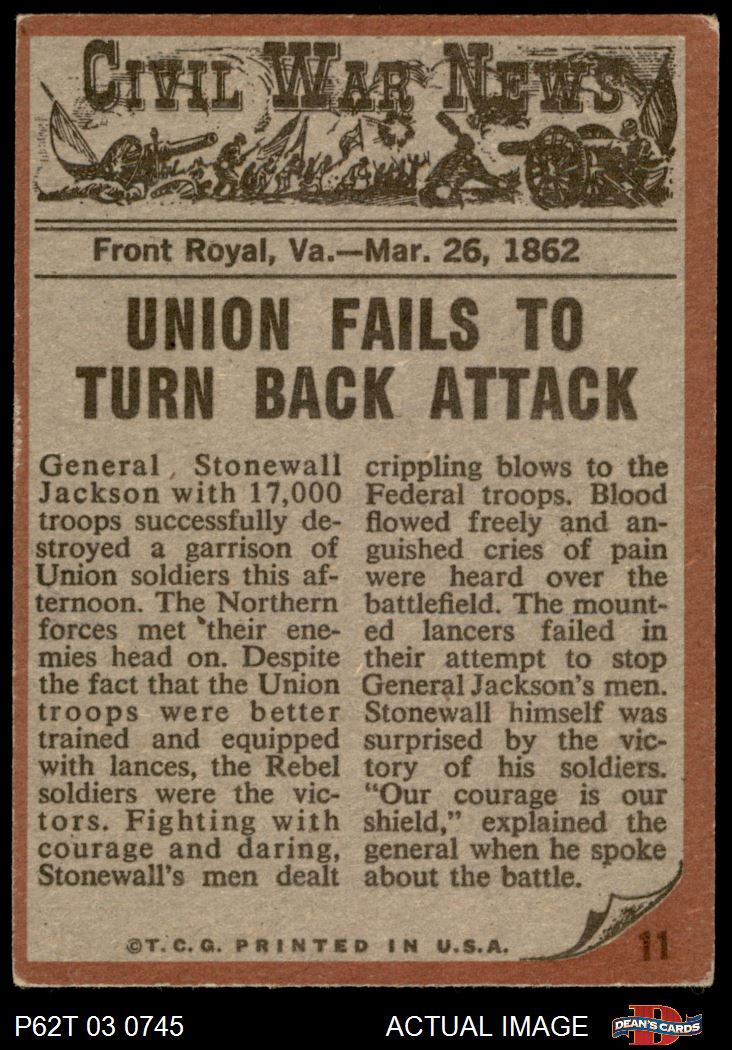 CIVIL WAR NEWS
Front Royal, Va.—Mar. 26, 1862
UNION FAILS TO
TURN BACK ATTACK
General Stonewall
Jackson with 17,000
troops successfully de-
stroyed a garrison of
Union soldiers this af-
ternoon. The Northern
forces met their ene-
mies head on. Despite
the fact that the Union
troops were better
trained and equipped
with lances, the Rebel
soldiers were the vic-
tors. Fighting with
courage and daring,
Stonewall's men dealt
crippling blows to the
Federal troops. Blood
flowed freely and an-
guished cries of pain
were heard over the
battlefield. The mount-
ed lancers failed in
their attempt to stop
General Jackson's men.
Stonewall himself was
surprised by the vic-
tory of his soldiers.
"Our courage is our
shield," explained the
general when he spoke
about the battle.
©T.C.G. PRINTED IN U.S.A.
11
P62T 03 0745
ACTUAL IMAGE
D
DEAN'S CARDS